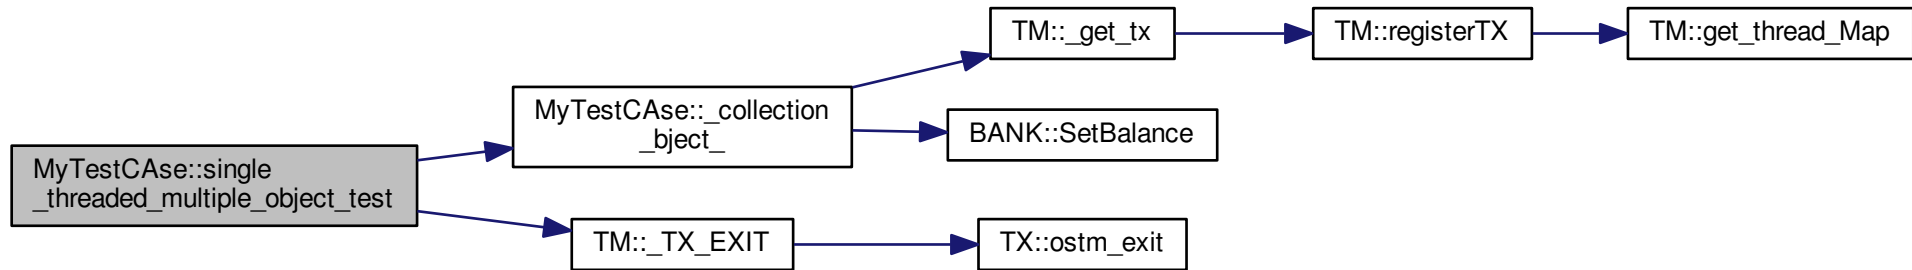 MyTestCAse::single
_threaded_multiple_object_test
MyTestCAse::_collection
_bject_
TM::_get_tx
TM::registerTX
TM::get_thread_Map
BANK::SetBalance
TM::_TX_EXIT
TX::ostm_exit